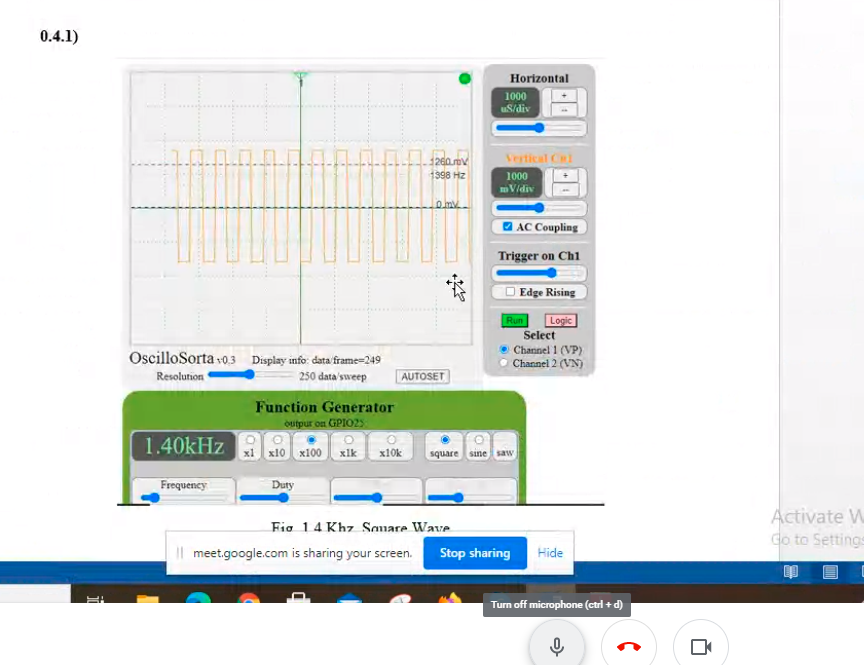 0.4.1)
Horizontal
1000
uS/div
+
--
Vertical Ch1
1260 mV
1398 Hz
1000
mV/div
+
--
0 mV
AC Coupling
Trigger on Ch1
Edge Rising
Run
Logic
Select
Channel 1 (VP)
Channel 2 (VN)
OscilloSorta v0.3 Display info: data/frame=249
Resolution 250 data/sweep AUTOSET
Function Generator
output on GPIO25
1.40kHz x1 x10 x100 x1k x10k square sine saw
Frequency Duty
Fig. 1.4 Khz Square Wave
Activate W
Go to Settings
meet.google.com is sharing your screen. Stop sharing Hide
Turn off microphone (ctrl + d)